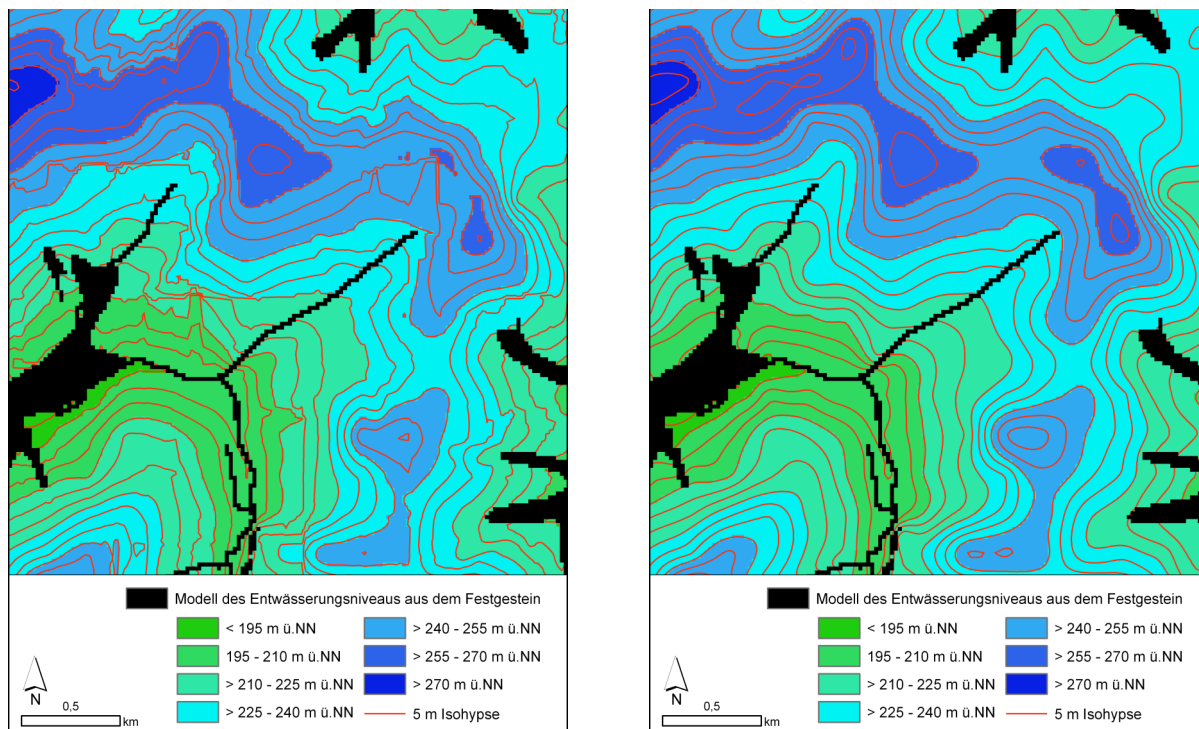 Modell des Entwässerungsniveaus aus dem Festgestein
< 195 m ü.NN
195 - 210 m ü.NN
> 210 - 225 m ü.NN
> 225 - 240 m ü.NN
> 240 - 255 m ü.NN
> 255 - 270 m ü.NN
> 270 m ü.NN
5 m Isohypse
N
0,5
km
Modell des Entwässerungsniveaus aus dem Festgestein
< 195 m ü.NN
195 - 210 m ü.NN
> 210 - 225 m ü.NN
> 225 - 240 m ü.NN
> 240 - 255 m ü.NN
> 255 - 270 m ü.NN
> 270 m ü.NN
5 m Isohypse
N
0,5
km